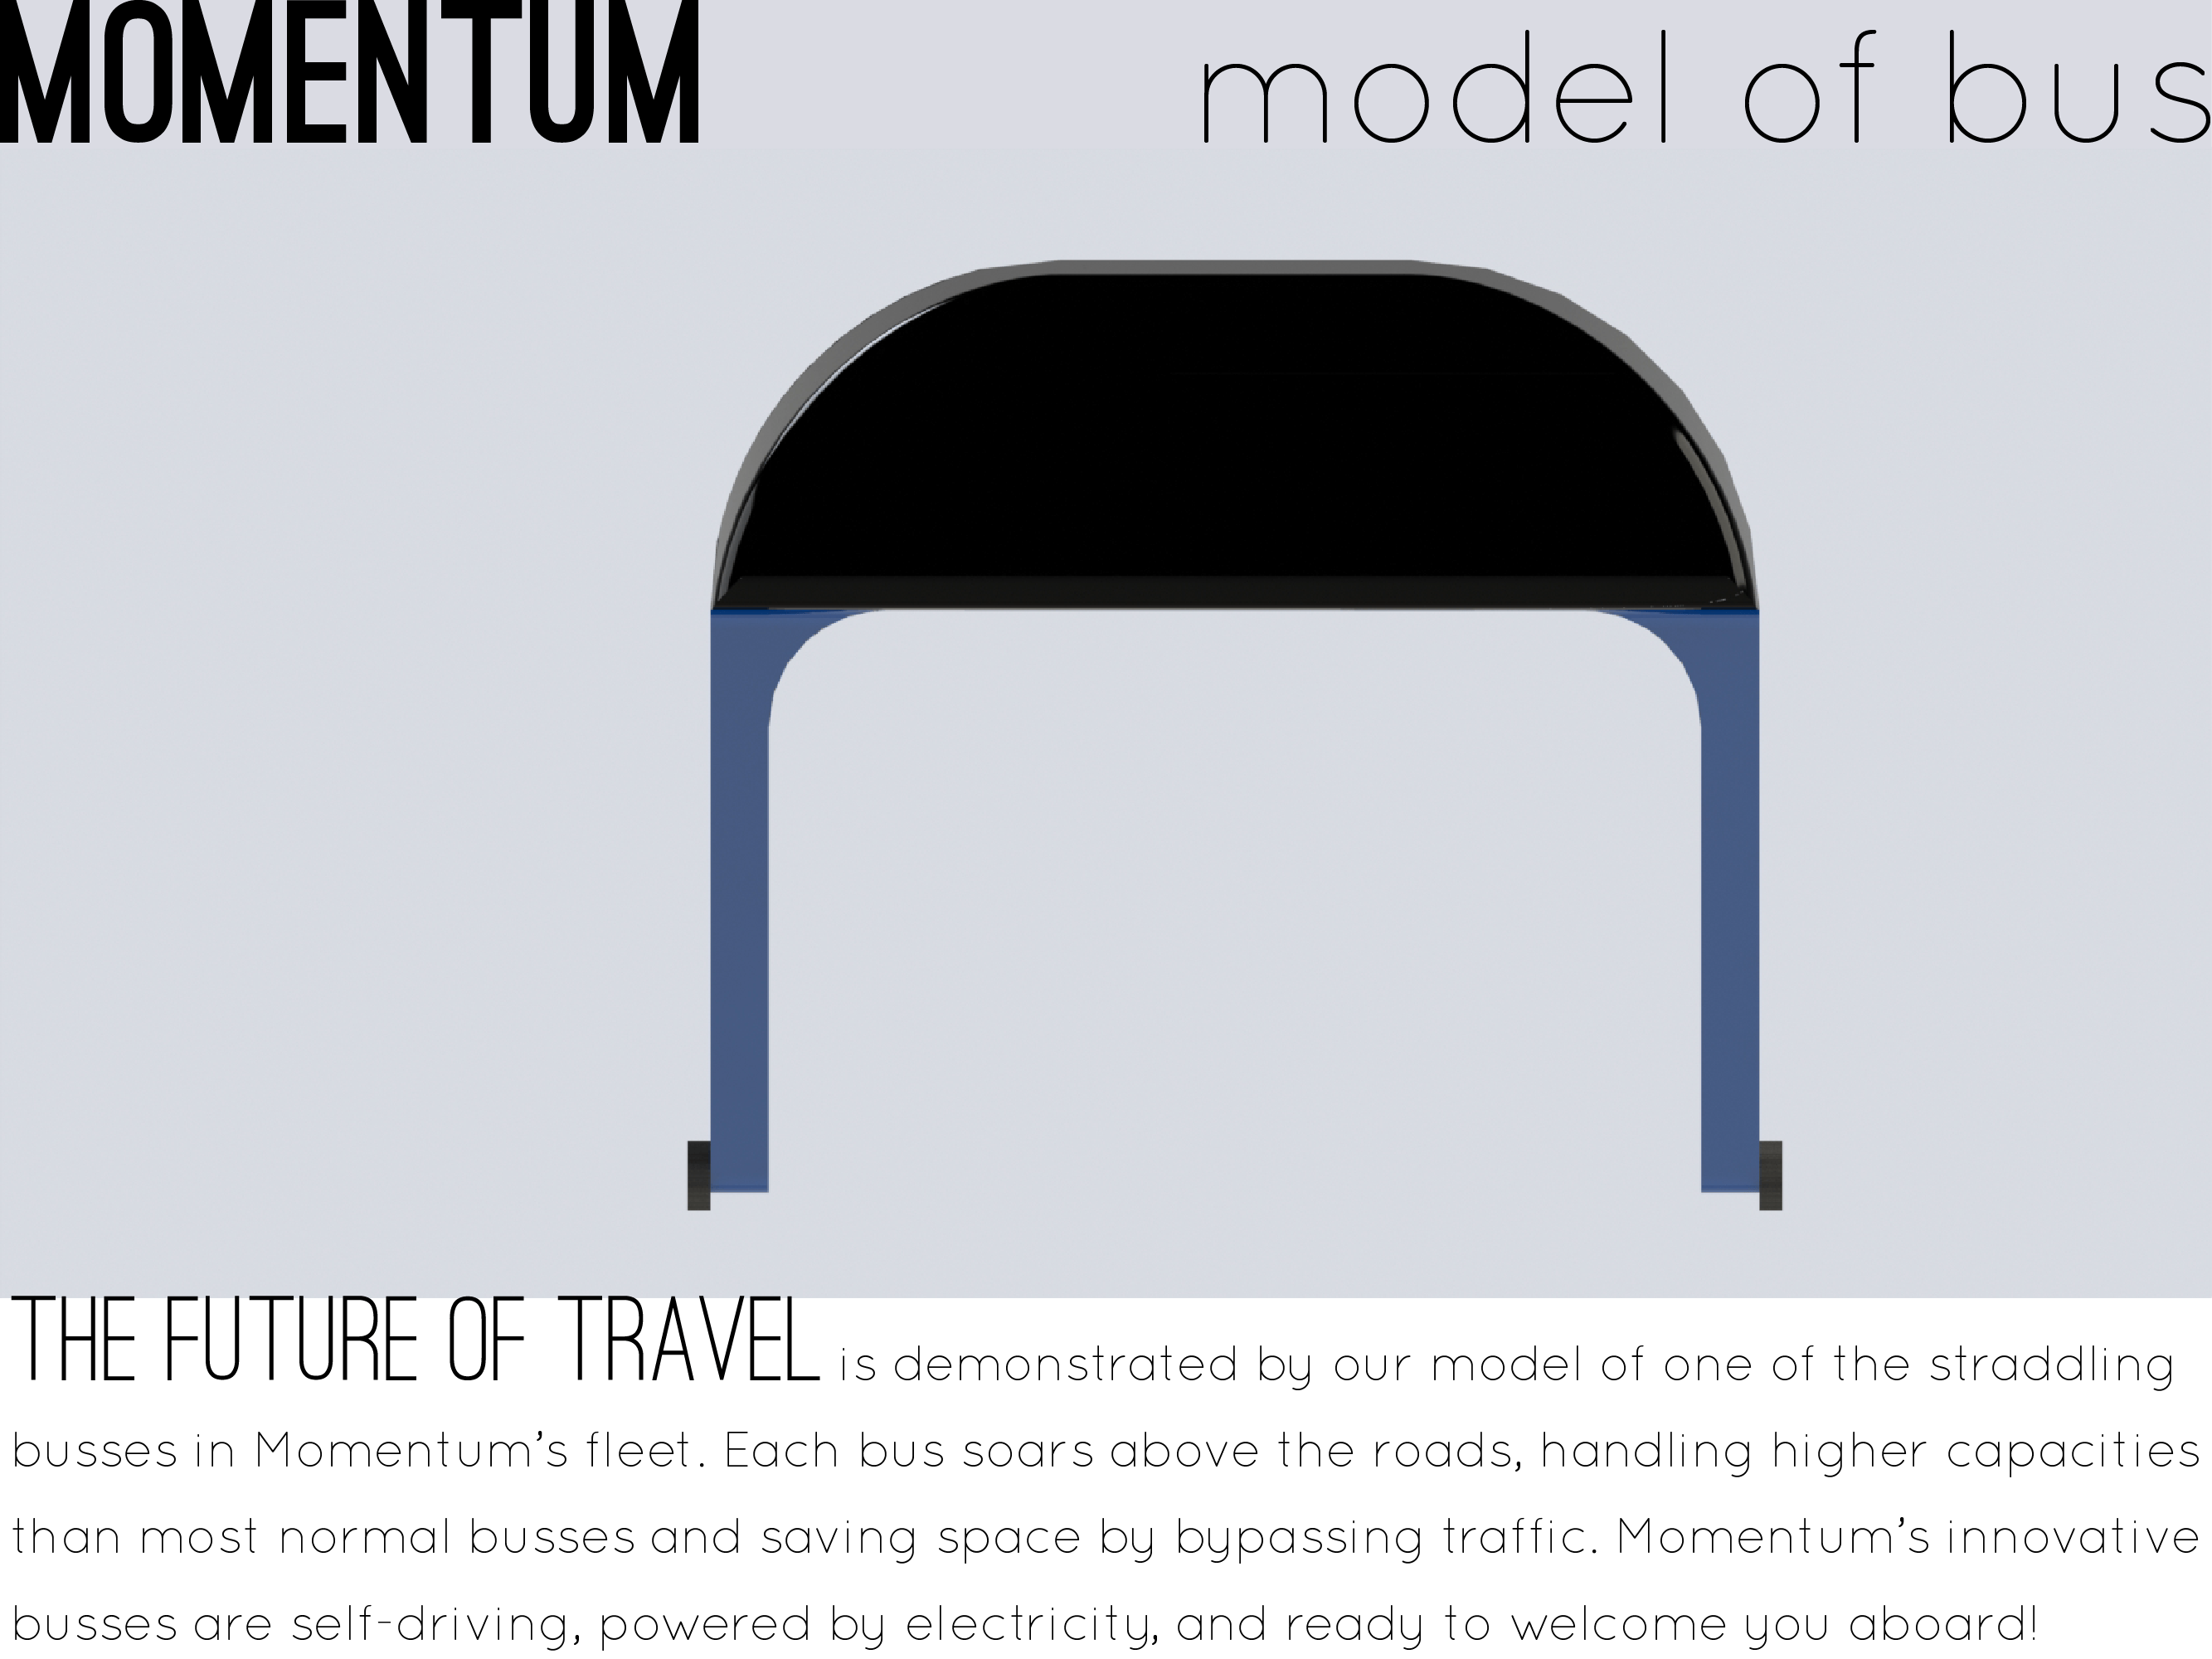 MOMENTUM model of bus
THE FUTURE OF TRAVEL is demonstrated by our model of one of the straddling
busses in Momentum’s fleet. Each bus soars above the roads, handling higher capacities
than most normal busses and saving space by bypassing traffic. Momentum’s innovative
busses are self-driving, powered by electricity, and ready to welcome you aboard!